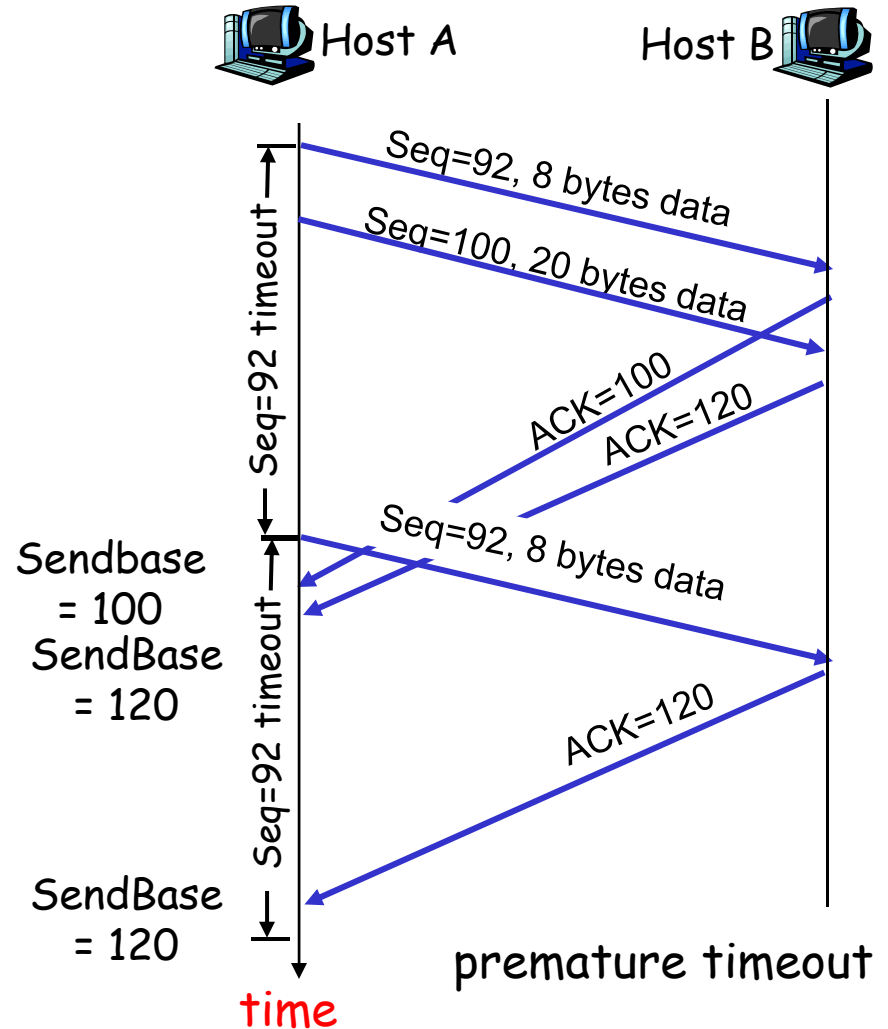 Host A
Host B
Seq=92, 8 bytes data
Seq=100, 20 bytes data
Seq=92 timeout
ACK=100
ACK=120
Seq=92, 8 bytes data
Sendbase
= 100
SendBase
= 120
Seq=92 timeout
ACK=120
SendBase
= 120
premature timeout
time